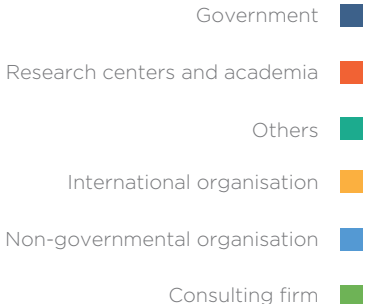 Government
Research centers and academia
Others
International organisation
Non-governmental organisation
Consulting firm